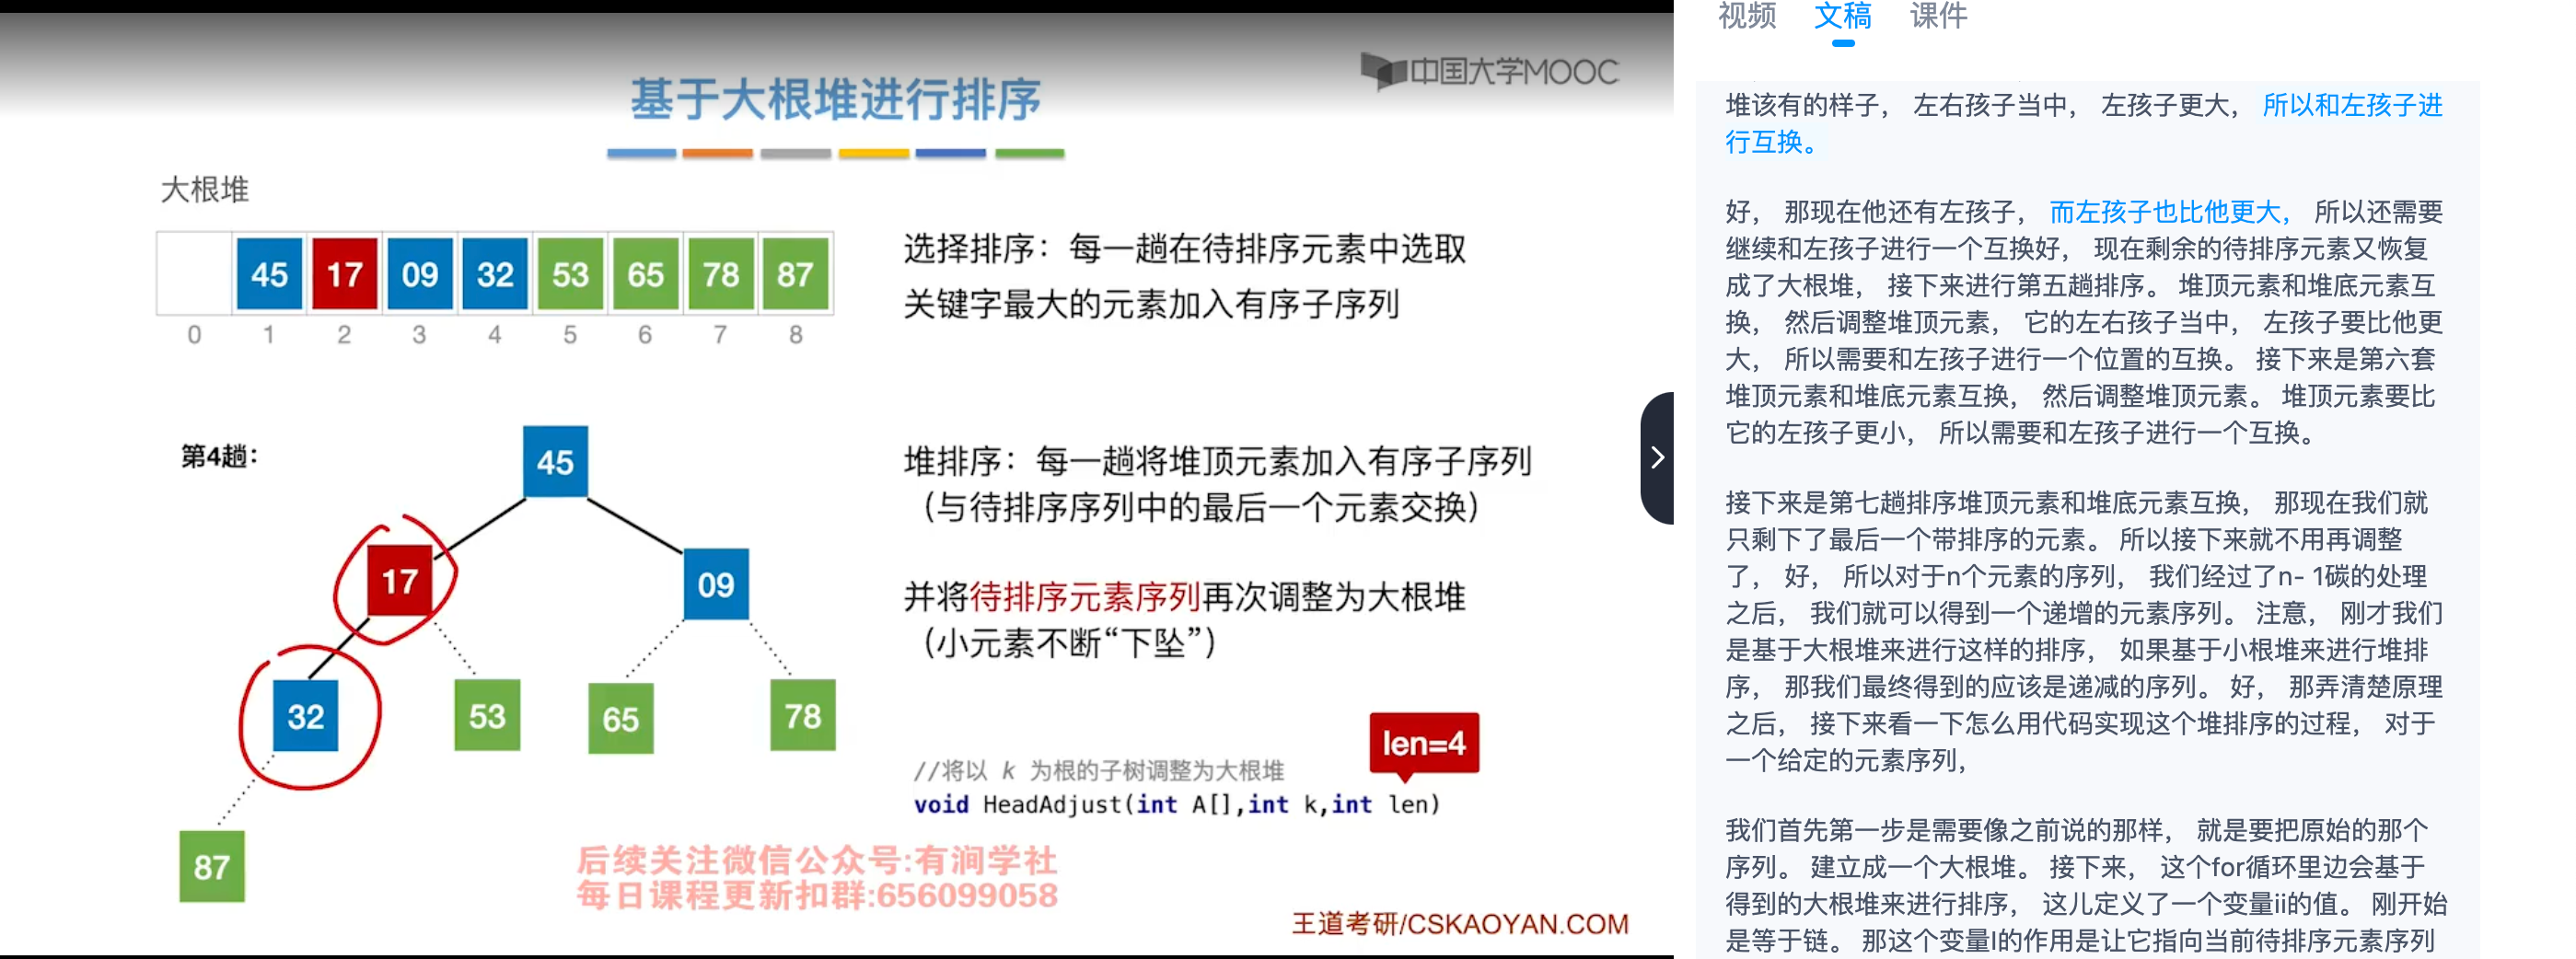 中国大学MOOC
基于大根堆进行排序
大根堆
45 17 09 32 53 65 78 87
0 1 2 3 4 5 6 7 8
选择排序：每一趟在待排序元素中选取
关键字最大的元素加入有序子序列
第4趟：
45
17 09
32 53 65 78
87
堆排序：每一趟将堆顶元素加入有序子序列
（与待排序序列中的最后一个元素交换）
并将待排序元素序列再次调整为大根堆
（小元素不断“下坠”）
len=4
//将以 k 为根的子树调整为大根堆
void HeadAdjust(int A[],int k,int len)
后续关注微信公众号:有涧学社
每日课程更新扣群:656099058
王道考研/CSKAOYAN.COM
视频 文稿 课件
堆该有的样子， 左右孩子当中， 左孩子更大， 所以和左孩子进
行互换。
好， 那现在他还有左孩子， 而左孩子也比他更大， 所以还需要
继续和左孩子进行一个互换好， 现在剩余的待排序元素又恢复
成了大根堆， 接下来进行第五趟排序。 堆顶元素和堆底元素互
换， 然后调整堆顶元素， 它的左右孩子当中， 左孩子要比他更
大， 所以需要和左孩子进行一个位置的互换。 接下来是第六套
堆顶元素和堆底元素互换， 然后调整堆顶元素。 堆顶元素要比
它的左孩子更小， 所以需要和左孩子进行一个互换。
接下来是第七趟排序堆顶元素和堆底元素互换， 那现在我们就
只剩下了最后一个带排序的元素。 所以接下来就不用再调整
了， 好， 所以对于n个元素的序列， 我们经过了n- 1碳的处理
之后， 我们就可以得到一个递增的元素序列。 注意， 刚才我们
是基于大根堆来进行这样的排序， 如果基于小根堆来进行堆排
序， 那我们最终得到的应该是递减的序列。 好， 那弄清楚原理
之后， 接下来看一下怎么用代码实现这个堆排序的过程， 对于
一个给定的元素序列，
我们首先第一步是需要像之前说的那样， 就是要把原始的那个
序列。 建立成一个大根堆。 接下来， 这个for循环里边会基于
得到的大根堆来进行排序， 这儿定义了一个变量ii的值。 刚开始
是等于链。 那这个变量I的作用是让它指向当前待排序元素序列